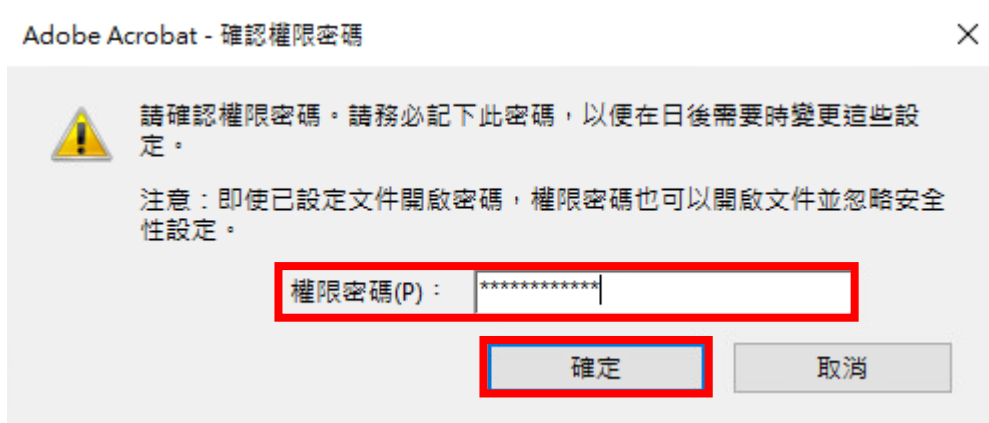 Adobe Acrobat - 確認權限密碼
請確認權限密碼。請務必記下此密碼，以便在日後需要時變更這些設
定。
注意：即使已設定文件開啟密碼，權限密碼也可以開啟文件並忽略安全
性設定。
權限密碼(P)： ************
確定 取消